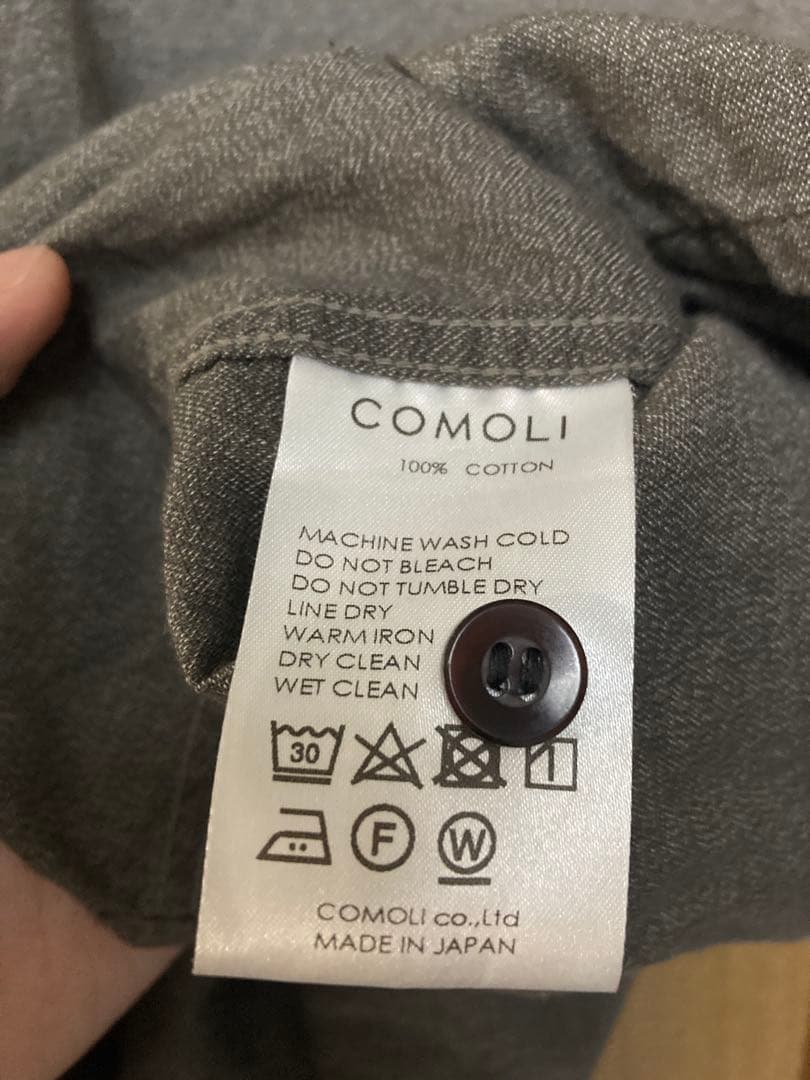 COMOLI
100% COTTON
MACHINE WASH COLD
DO NOT BLEACH
DO NOT TUMBLE DRY
LINE DRY
WARM IRON
DRY CLEAN
WET CLEAN
30
F W
COMOLI co.,Ltd
MADE IN JAPAN